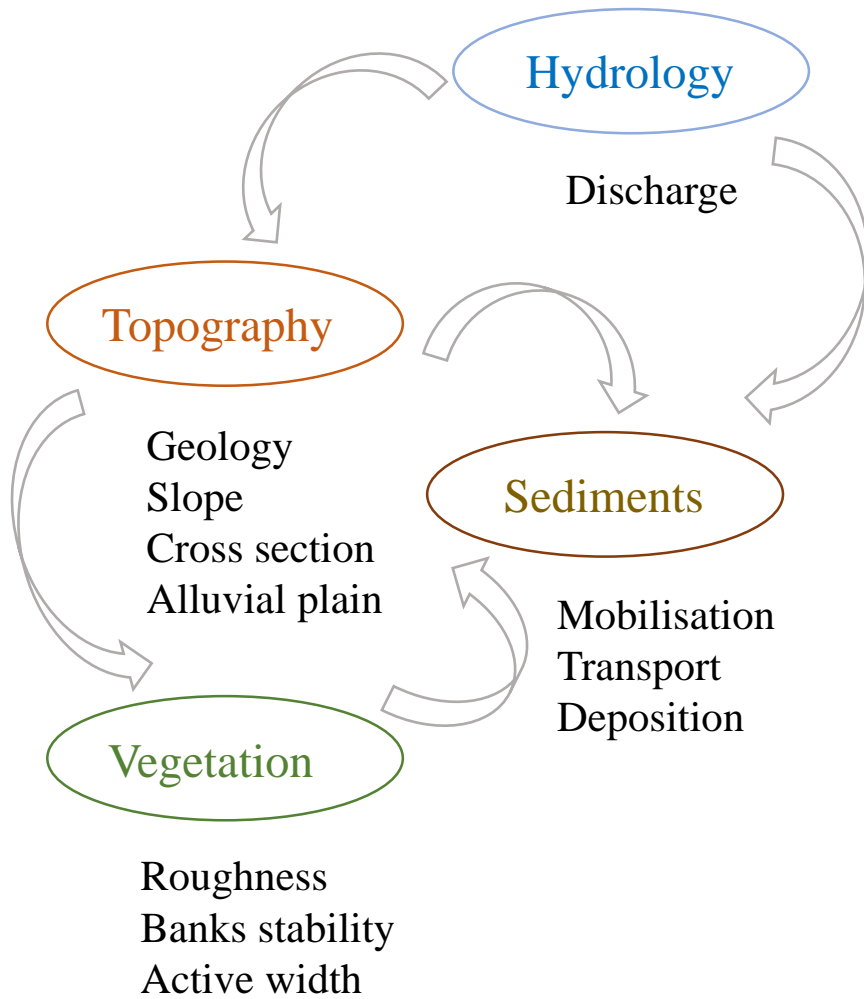 Hydrology
Discharge
Topography
Geology
Slope
Cross section
Alluvial plain
Sediments
Mobilisation
Transport
Deposition
Vegetation
Roughness
Banks stability
Active width